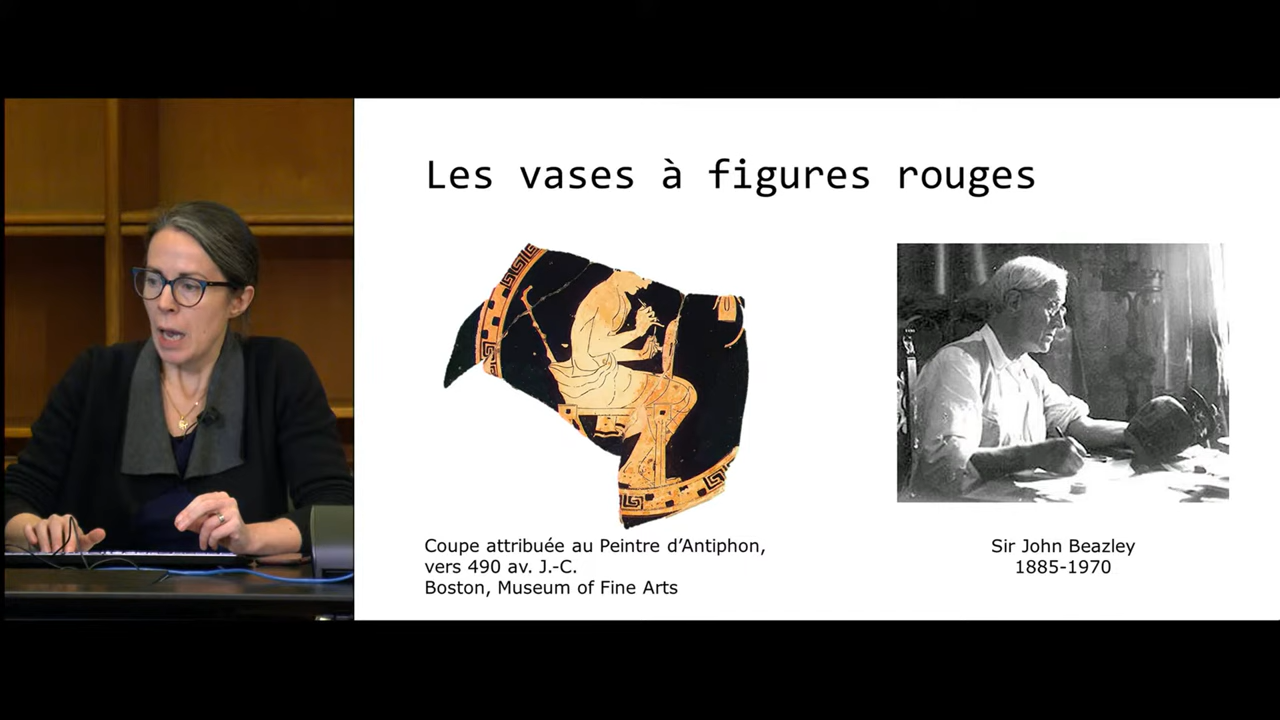 Les vases à figures rouges
Coupe attribuée au Peintre d’Antiphon,
vers 490 av. J.-C.
Boston, Museum of Fine Arts
Sir John Beazley
1885-1970